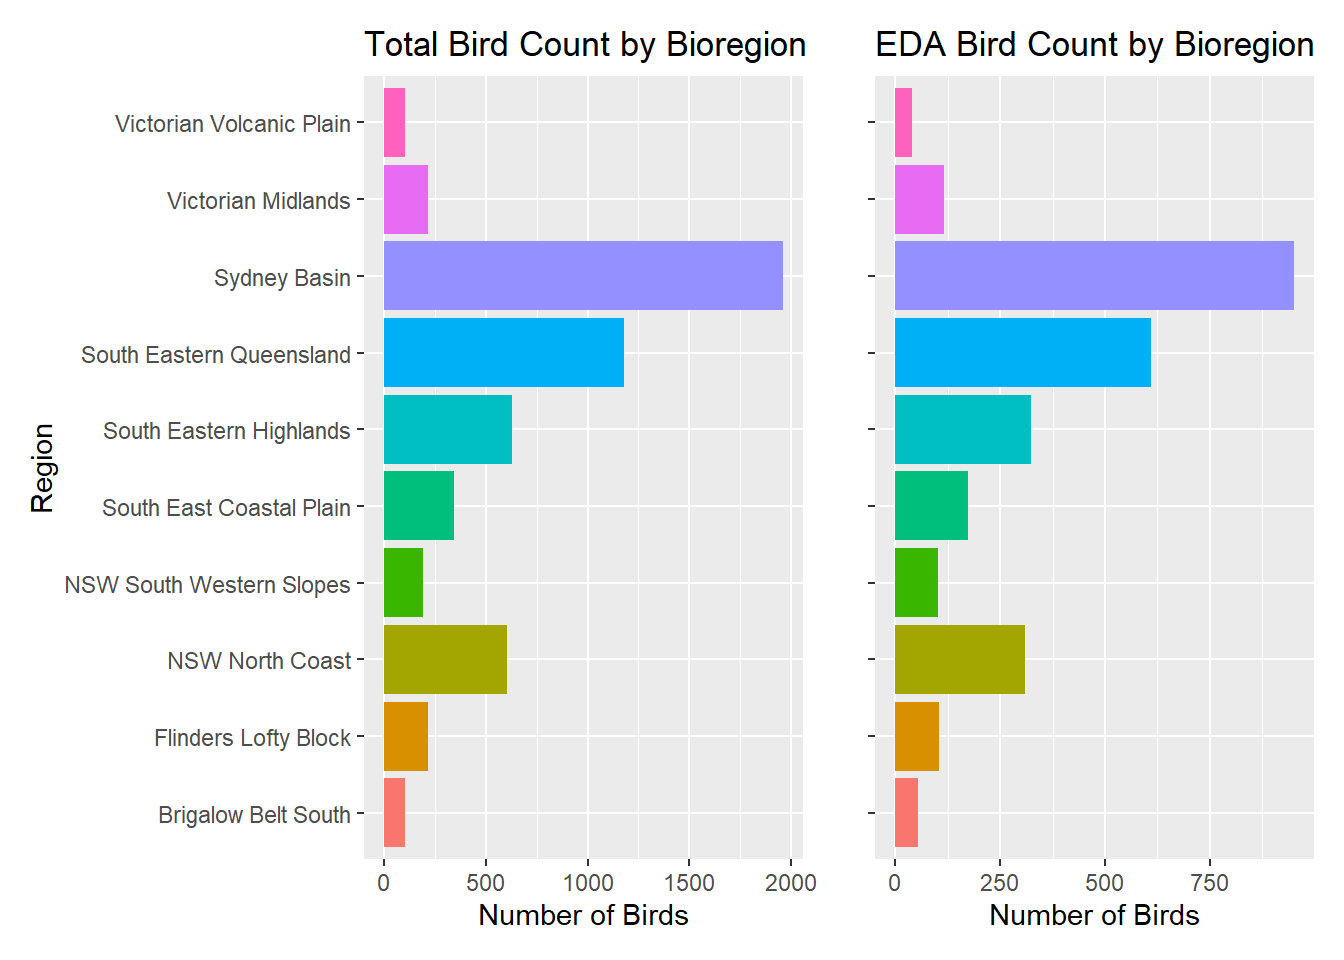 Total Bird Count by Bioregion
EDA Bird Count by Bioregion
Region
Victorian Volcanic Plain
Victorian Midlands
Sydney Basin
South Eastern Queensland
South Eastern Highlands
South East Coastal Plain
NSW South Western Slopes
NSW North Coast
Flinders Lofty Block
Brigalow Belt South
0 500 1000 1500 2000
Number of Birds
0 250 500 750
Number of Birds